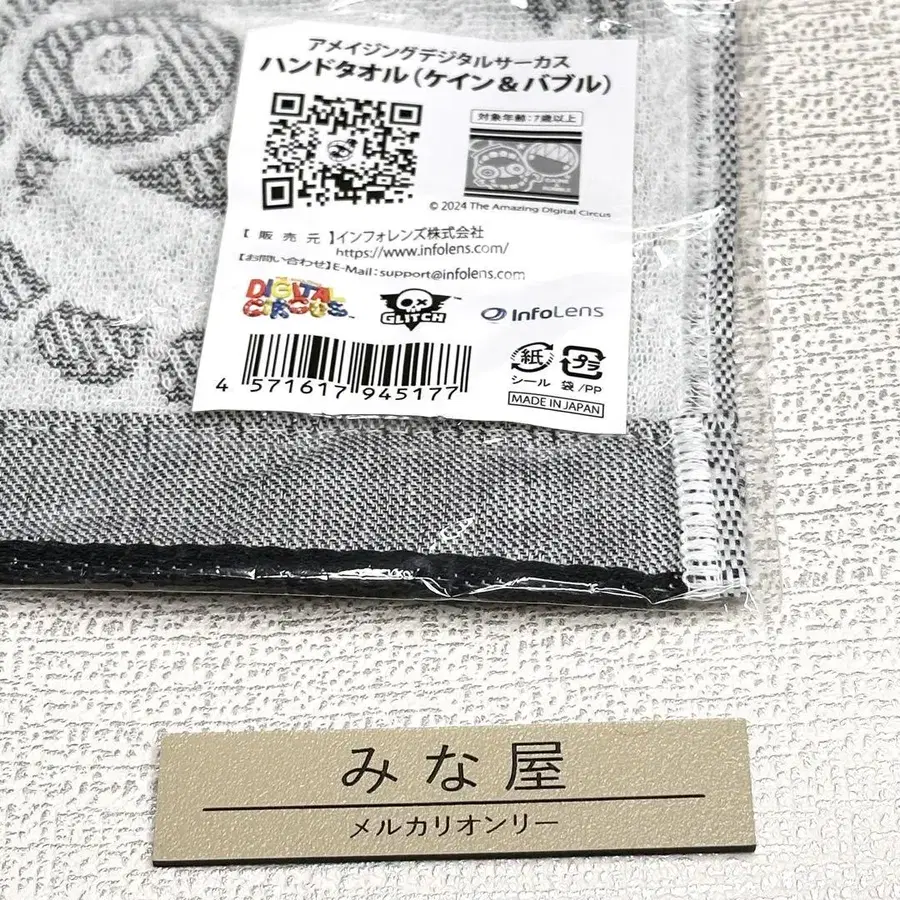 アメイジングデジタルサーカス
ハンドタオル(ケイン&バブル)
対象年齢:7歳以上
© 2024 The Amazing Digital Circus
【 販 売 元 】インフォレンズ株式会社
https://www.infolens.com/
【お問い合わせ】E-Mail:support@infolens.com
DIGITAL
CIRCUS™
GLITCH™
InfoLens
紙
シール
プラ
袋/PP
4 571617 945177
MADE IN JAPAN
みな屋
メルカリオンリー